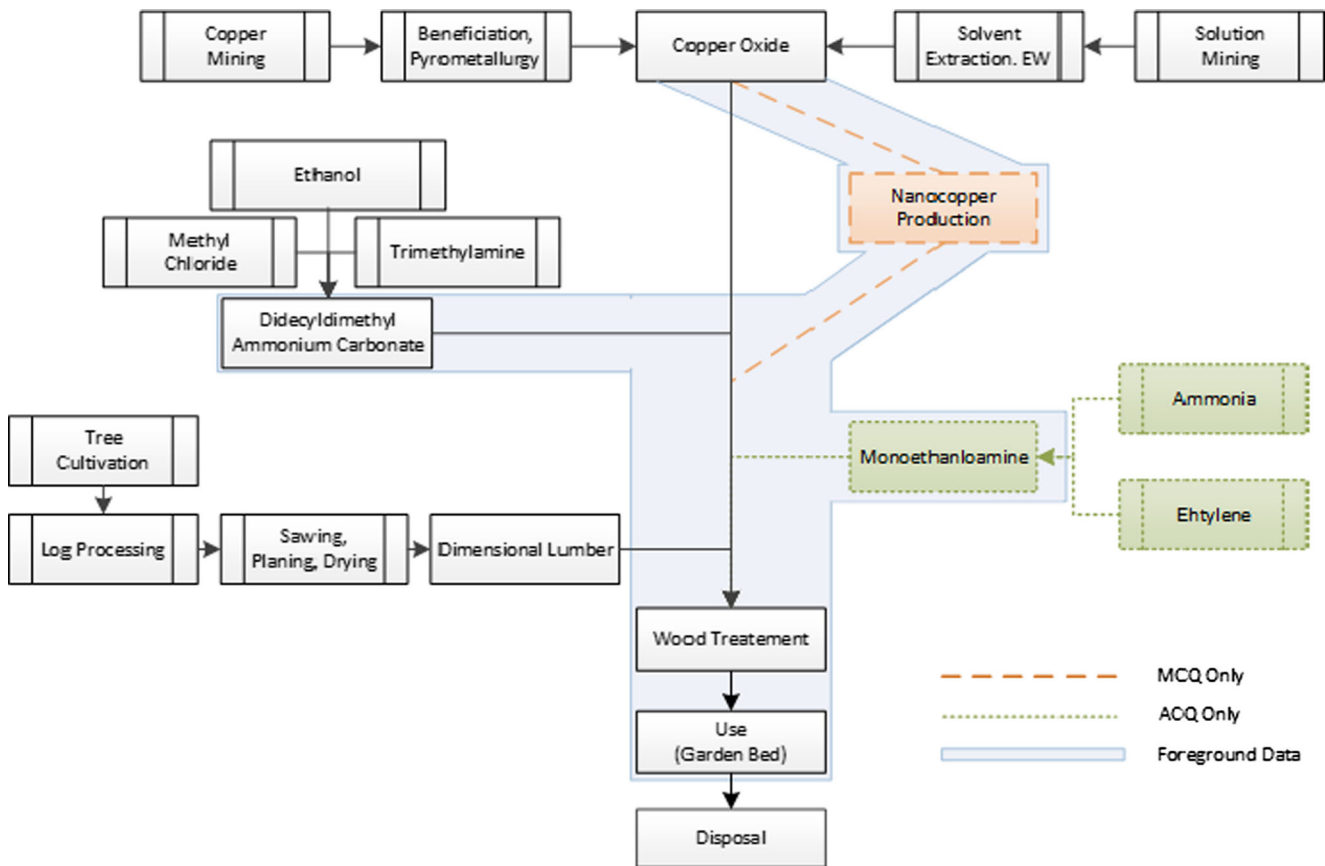 Copper
Mining
Beneficiation,
Pyrometallurgy
Copper Oxide
Solvent
Extraction. EW
Solution
Mining
Ethanol
Methyl
Chloride
Trimethylamine
Nanocopper
Production
Didecyldimethyl
Ammonium Carbonate
Ammonia
Tree
Cultivation
Monoethanloamine
Ehtylene
Log Processing
Sawing,
Planing, Drying
Dimensional Lumber
Wood Treatement
MCQ Only
ACQ Only
Use
(Garden Bed)
Foreground Data
Disposal